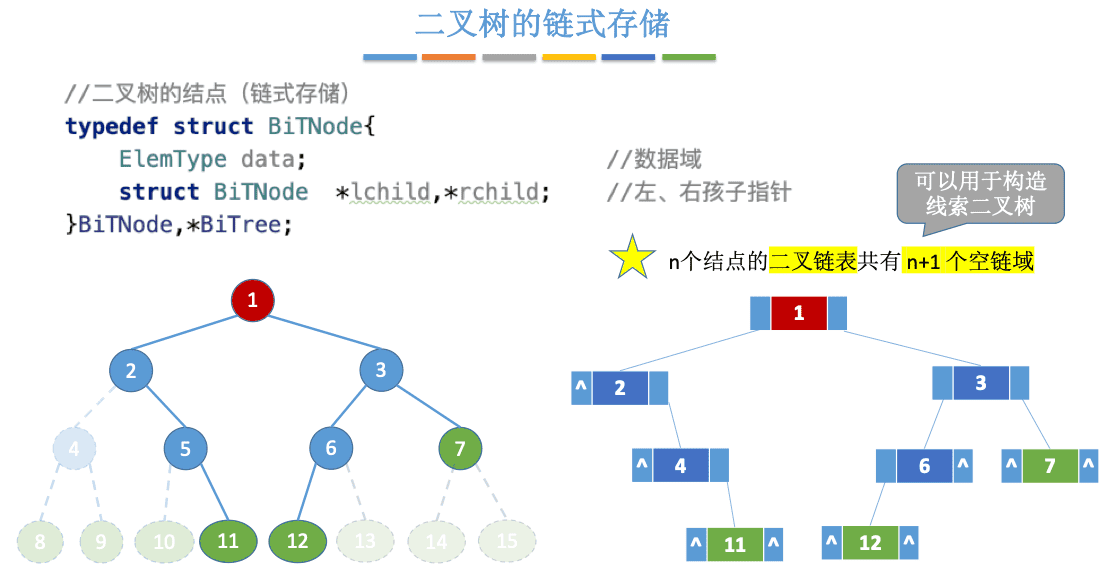 二叉树的链式存储
//二叉树的结点（链式存储）
typedef struct BiTNode{
ElemType data; //数据域
struct BiTNode *lchild,*rchild; //左、右孩子指针
}BiTNode,*BiTree;
可以用于构造
线索二叉树
n个结点的二叉链表共有 n+1 个空链域
1
2 3
4 5 6 7
8 9 10 11 12 13 14 15
1
^ 2 3
^ 4 6 ^ ^ 7 ^
^ 11 ^ ^ 12 ^